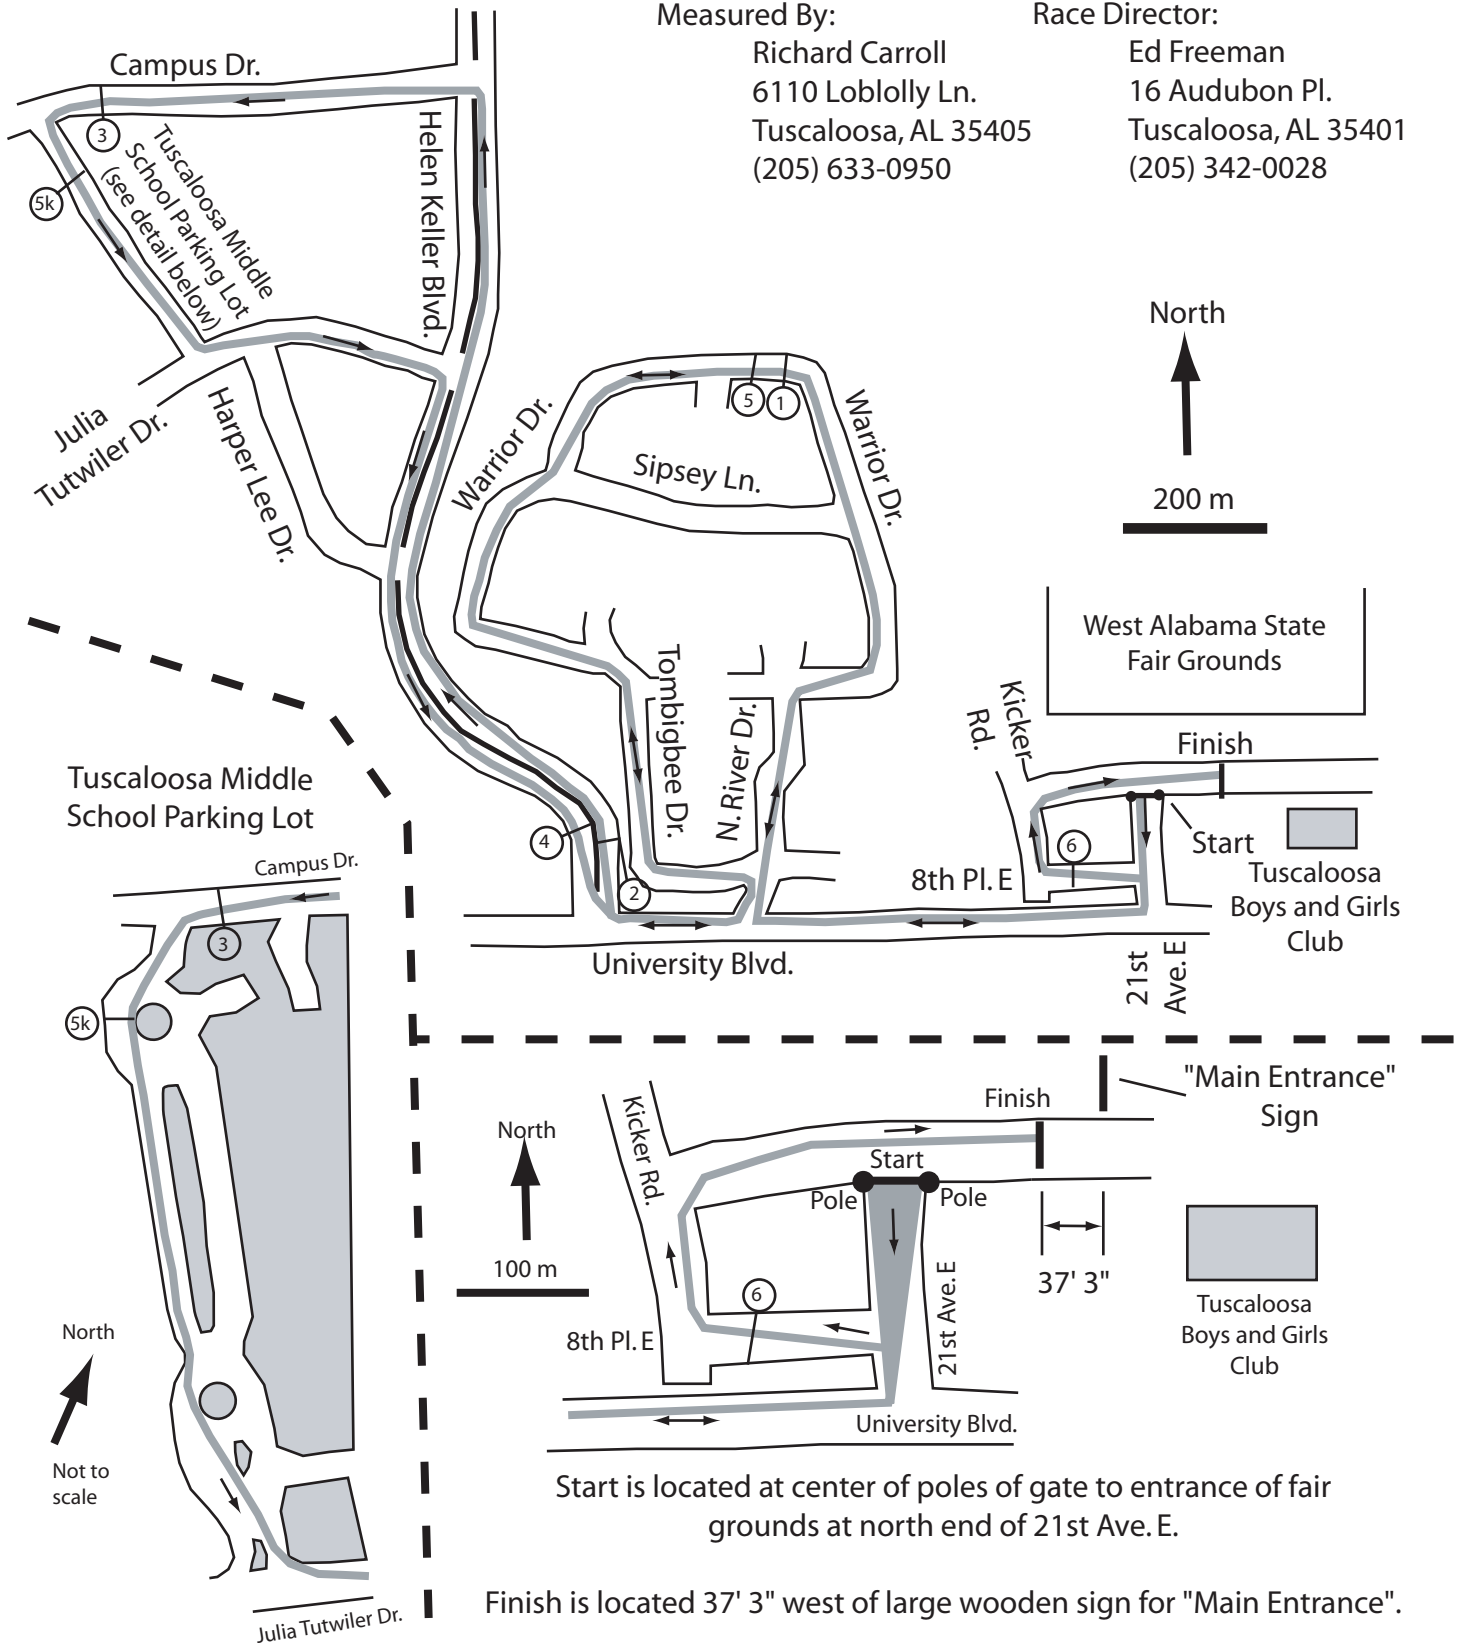 Measured By:
Richard Carroll
6110 Loblolly Ln.
Tuscaloosa, AL 35405
(205) 633-0950
Race Director:
Ed Freeman
16 Audubon Pl.
Tuscaloosa, AL 35401
(205) 342-0028
Campus Dr.
3
5k
Tuscaloosa Middle
School Parking Lot
(see detail below)
Helen Keller Blvd.
North
200 m
Julia
Tutwiler Dr.
Harper Lee Dr.
Warrior Dr.
5
1
Warrior Dr.
Sipsey Ln.
West Alabama State
Fair Grounds
Kicker
Rd.
Finish
Start
Tombigbee Dr.
N. River Dr.
4
2
6
8th Pl. E
Tuscaloosa
Boys and Girls
Club
University Blvd.
21st
Ave. E
Tuscaloosa Middle
School Parking Lot
Campus Dr.
3
5k
North
Not to
scale
Julia Tutwiler Dr.
North
100 m
Kicker Rd.
Finish
"Main Entrance"
Sign
Start
Pole
Pole
37' 3"
6
8th Pl. E
21st Ave. E
University Blvd.
Tuscaloosa
Boys and Girls
Club
Start is located at center of poles of gate to entrance of fair
grounds at north end of 21st Ave. E.
Finish is located 37' 3" west of large wooden sign for "Main Entrance".